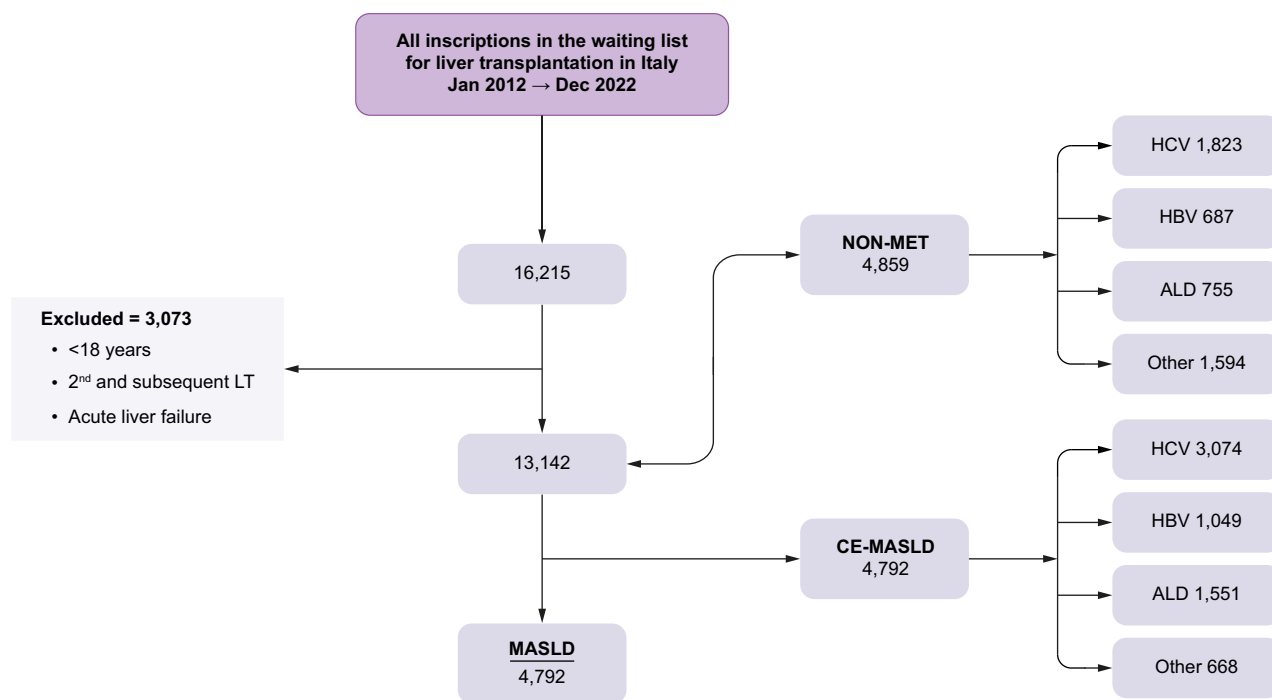 All inscriptions in the waiting list
for liver transplantation in Italy
Jan 2012 → Dec 2022
16,215
Excluded = 3,073
• <18 years
• 2nd and subsequent LT
• Acute liver failure
13,142
NON-MET
4,859
HCV 1,823
HBV 687
ALD 755
Other 1,594
CE-MASLD
4,792
HCV 3,074
HBV 1,049
ALD 1,551
Other 668
MASLD
4,792